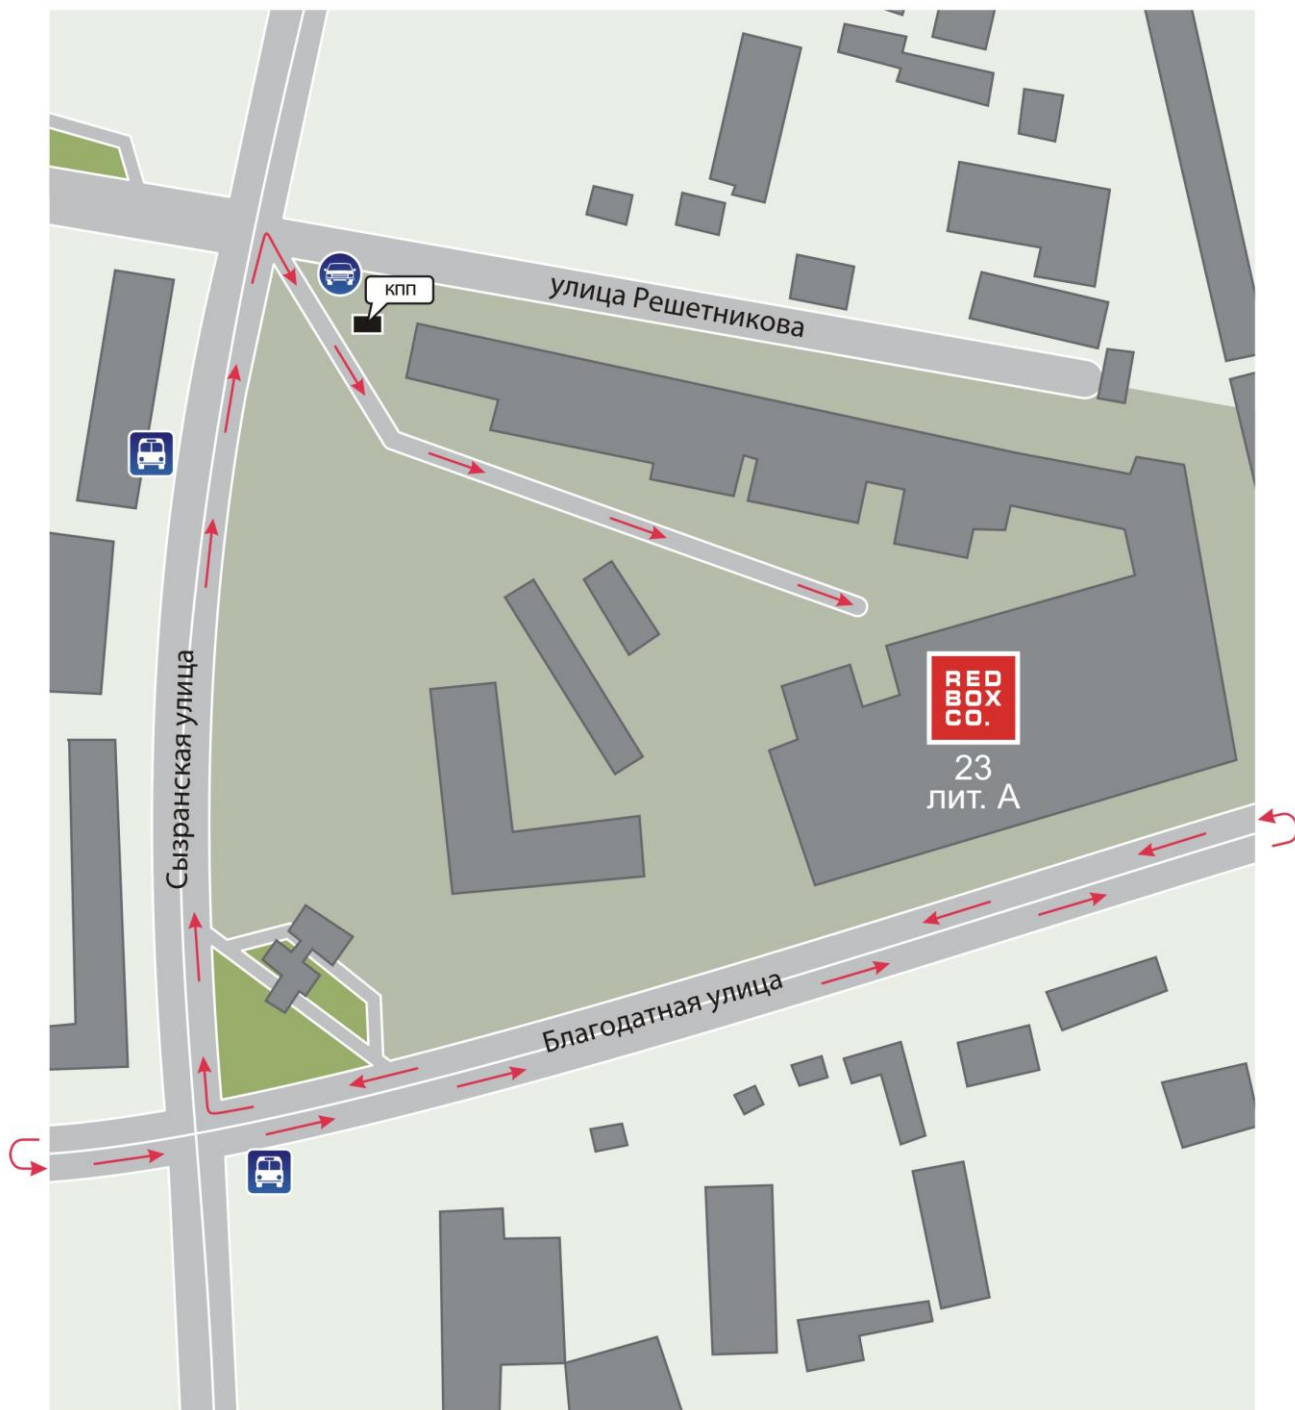 КПП
улица Решетникова
Сызранская улица
RED
BOX
CO.
23
лит. А
Благодатная улица